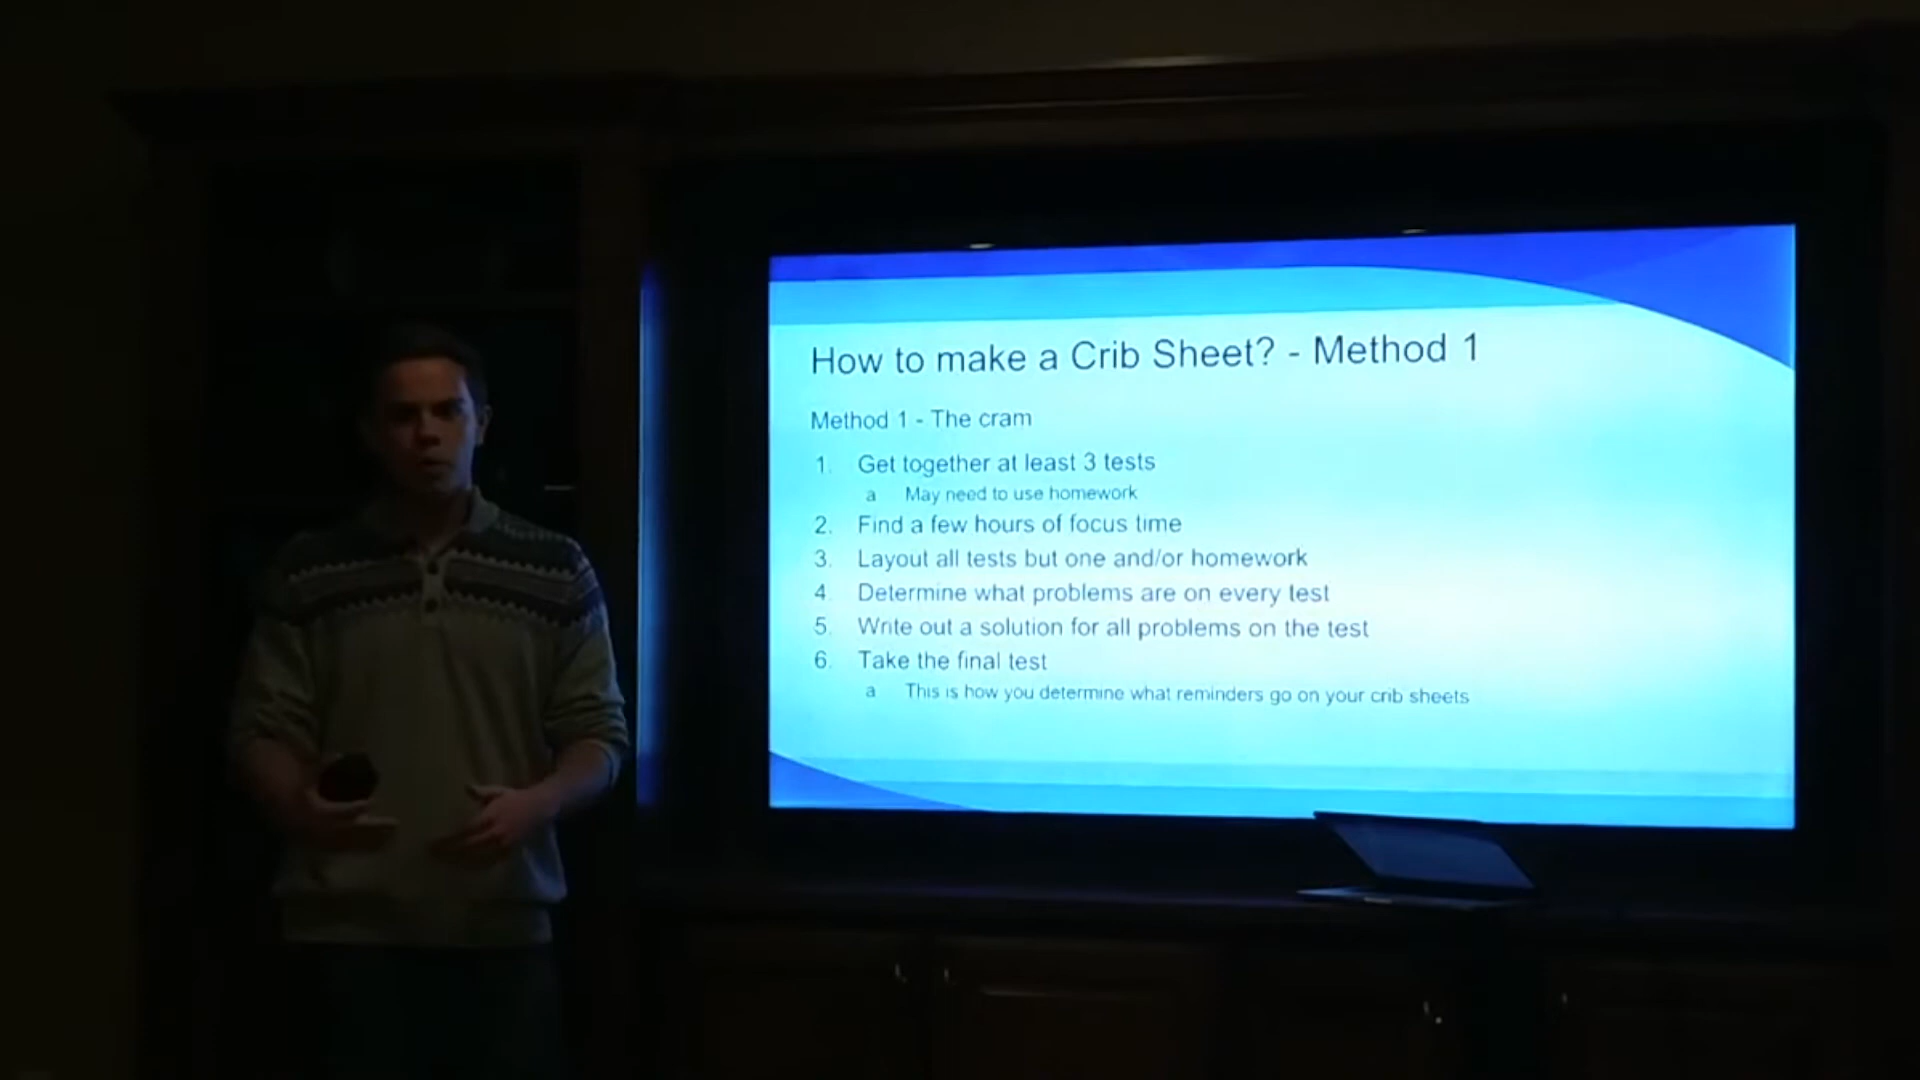 How to make a Crib Sheet? - Method 1
Method 1 - The cram
1. Get together at least 3 tests
a May need to use homework
2. Find a few hours of focus time
3. Layout all tests but one and/or homework
4. Determine what problems are on every test
5. Write out a solution for all problems on the test
6. Take the final test
a This is how you determine what reminders go on your crib sheets